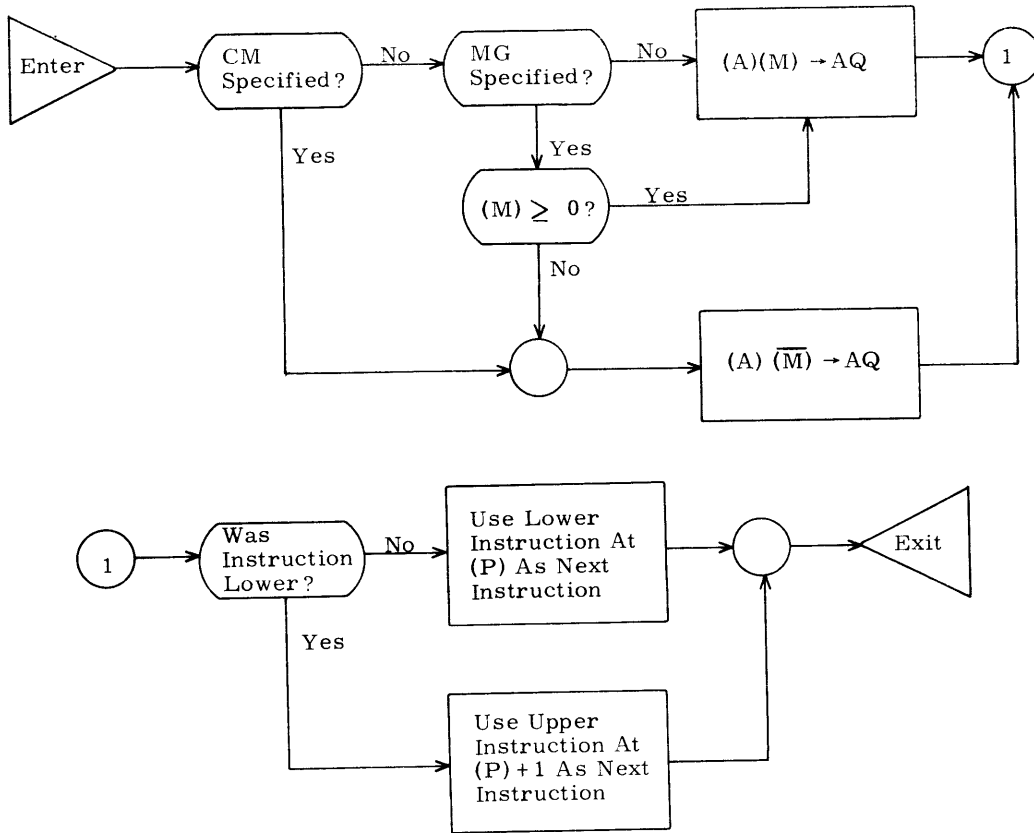 Enter
CM
Specified?
No
MG
Specified?
No
(A)(M) → AQ
1
Yes
Yes
(M) ≥ 0?
Yes
No
(A) (M̅) → AQ
1
Was
Instruction
Lower?
No
Use Lower
Instruction At
(P) As Next
Instruction
Exit
Yes
Use Upper
Instruction At
(P)+1 As Next
Instruction